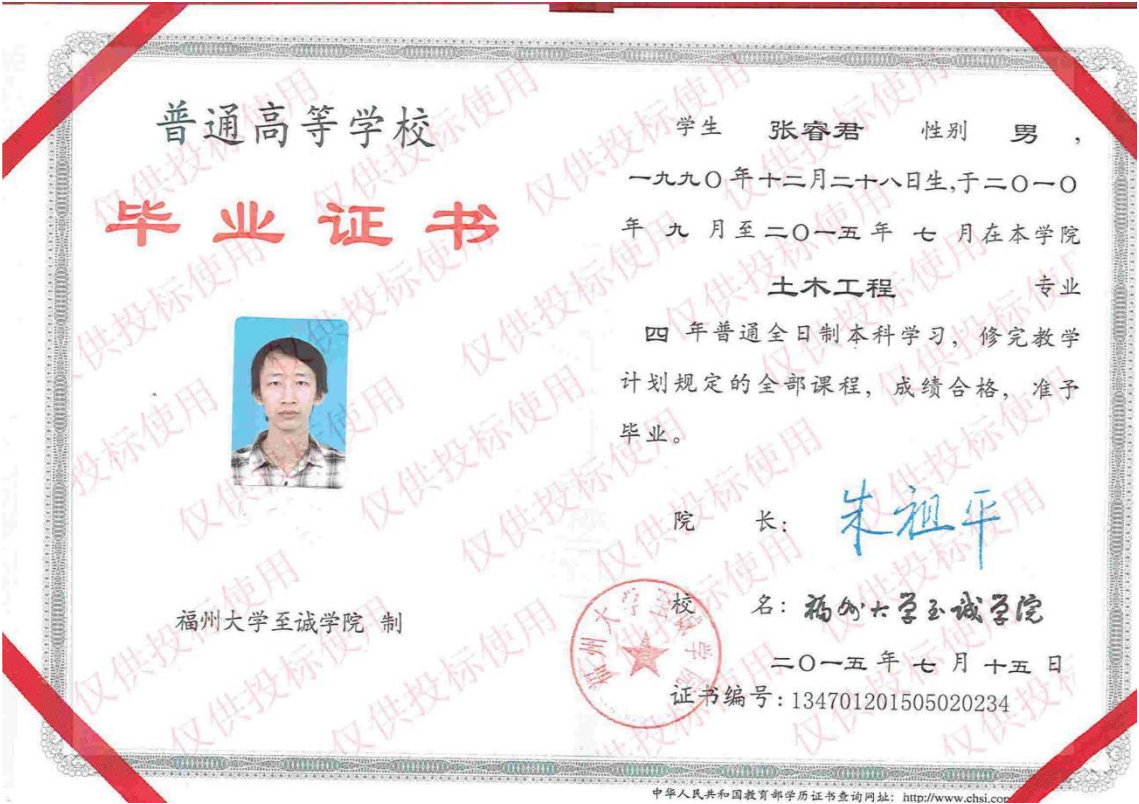 普通高等学校
毕业证书
福州大学至诚学院 制
学生 张睿君 性别 男,
一九九〇年十二月二十八日生,于二〇一〇
年 九 月至二〇一五年 七 月在本学院
土木工程 专业
四 年普通全日制本科学习，修完教学
计划规定的全部课程，成绩合格，准予
毕业。
院 长: 朱祖平
校 名: 福州大学至诚学院
二〇一五年 七 月 十五 日
证书编号: 134701201505020234
福州大学至诚学院
中华人民共和国教育部学历证书查询网址: http://www.chsi.com
仅供投标使用